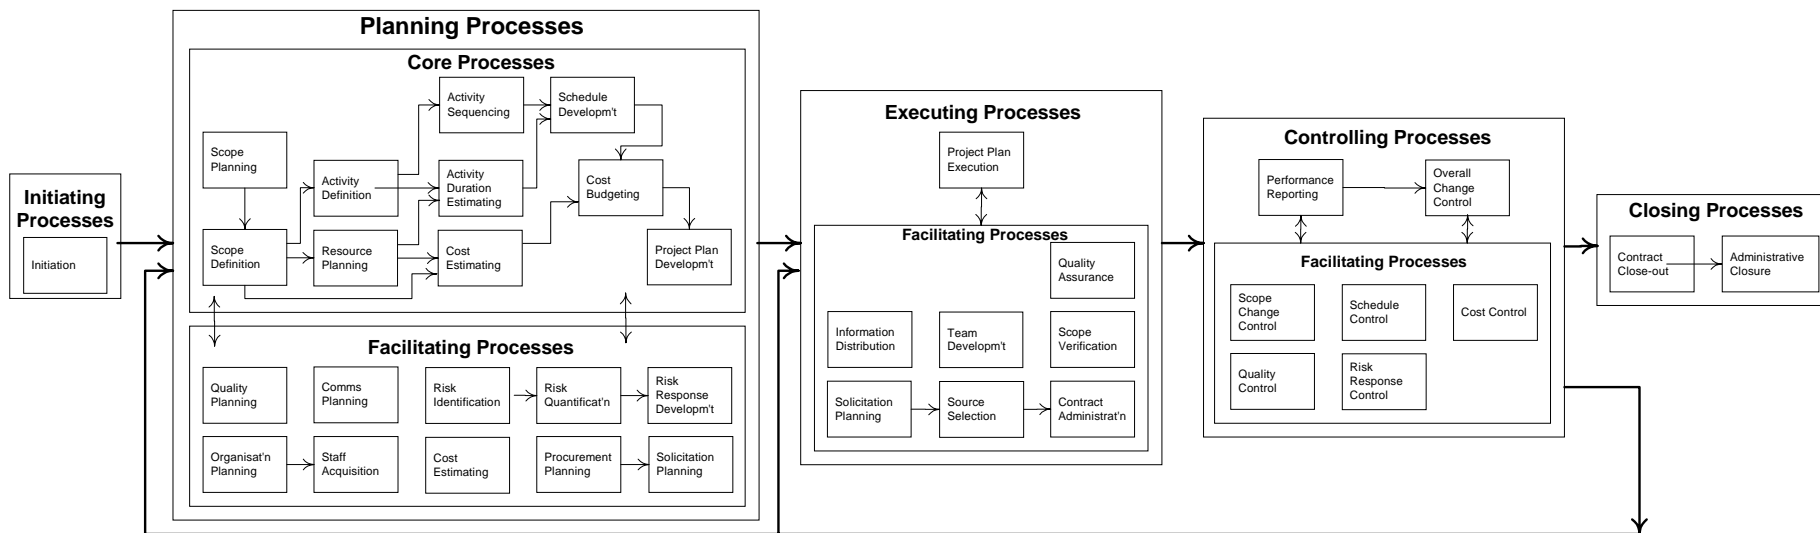 Planning Processes
Core Processes
Activity
Sequencing
Schedule
Developm't
Scope
Planning
Activity
Definition
Activity
Duration
Estimating
Cost
Budgeting
Scope
Definition
Resource
Planning
Cost
Estimating
Project Plan
Developm't
Initiating
Processes
Initiation
Facilitating Processes
Quality
Planning
Comms
Planning
Risk
Identification
Risk
Quantificat'n
Risk
Response
Developm't
Organisat'n
Planning
Staff
Acquisition
Cost
Estimating
Procurement
Planning
Solicitation
Planning
Executing Processes
Project Plan
Execution
Facilitating Processes
Quality
Assurance
Information
Distribution
Team
Developm't
Scope
Verification
Solicitation
Planning
Source
Selection
Contract
Administrat'n
Controlling Processes
Performance
Reporting
Overall
Change
Control
Facilitating Processes
Scope
Change
Control
Schedule
Control
Cost Control
Quality
Control
Risk
Response
Control
Closing Processes
Contract
Close-out
Administrative
Closure